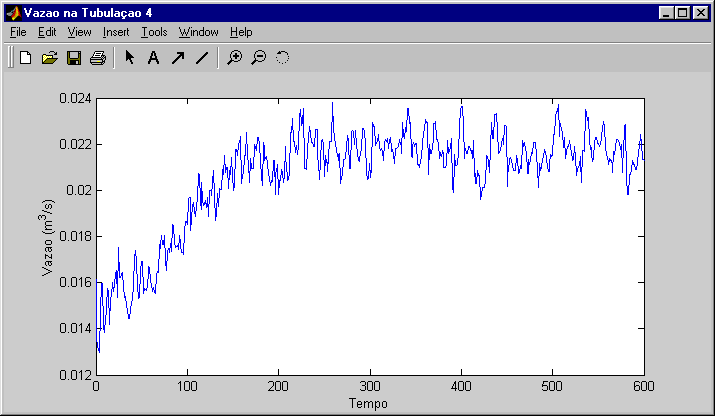 Vazao na Tubulaçao 4
File Edit View Insert Tools Window Help
A
0.024
0.022
0.02
0.018
0.016
0.014
0.012
Vazao (m³/s)
0 100 200 300 400 500 600
Tempo